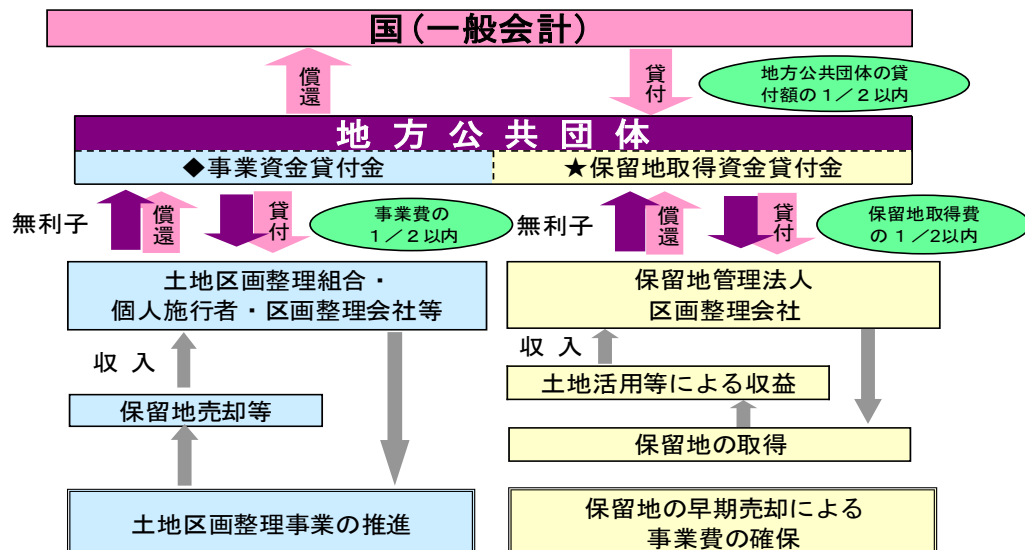 国(一般会計)
償還
貸付
地方公共団体の貸
付額の1/2以内
地方公共団体
◆事業資金貸付金
★保留地取得資金貸付金
無利子
償還
貸付
事業費の
1/2以内
無利子
償還
貸付
保留地取得費
の1/2以内
土地区画整理組合・
個人施行者・区画整理会社等
保留地管理法人
区画整理会社
収入
収入
土地活用等による収益
保留地売却等
保留地の取得
土地区画整理事業の推進
保留地の早期売却による
事業費の確保